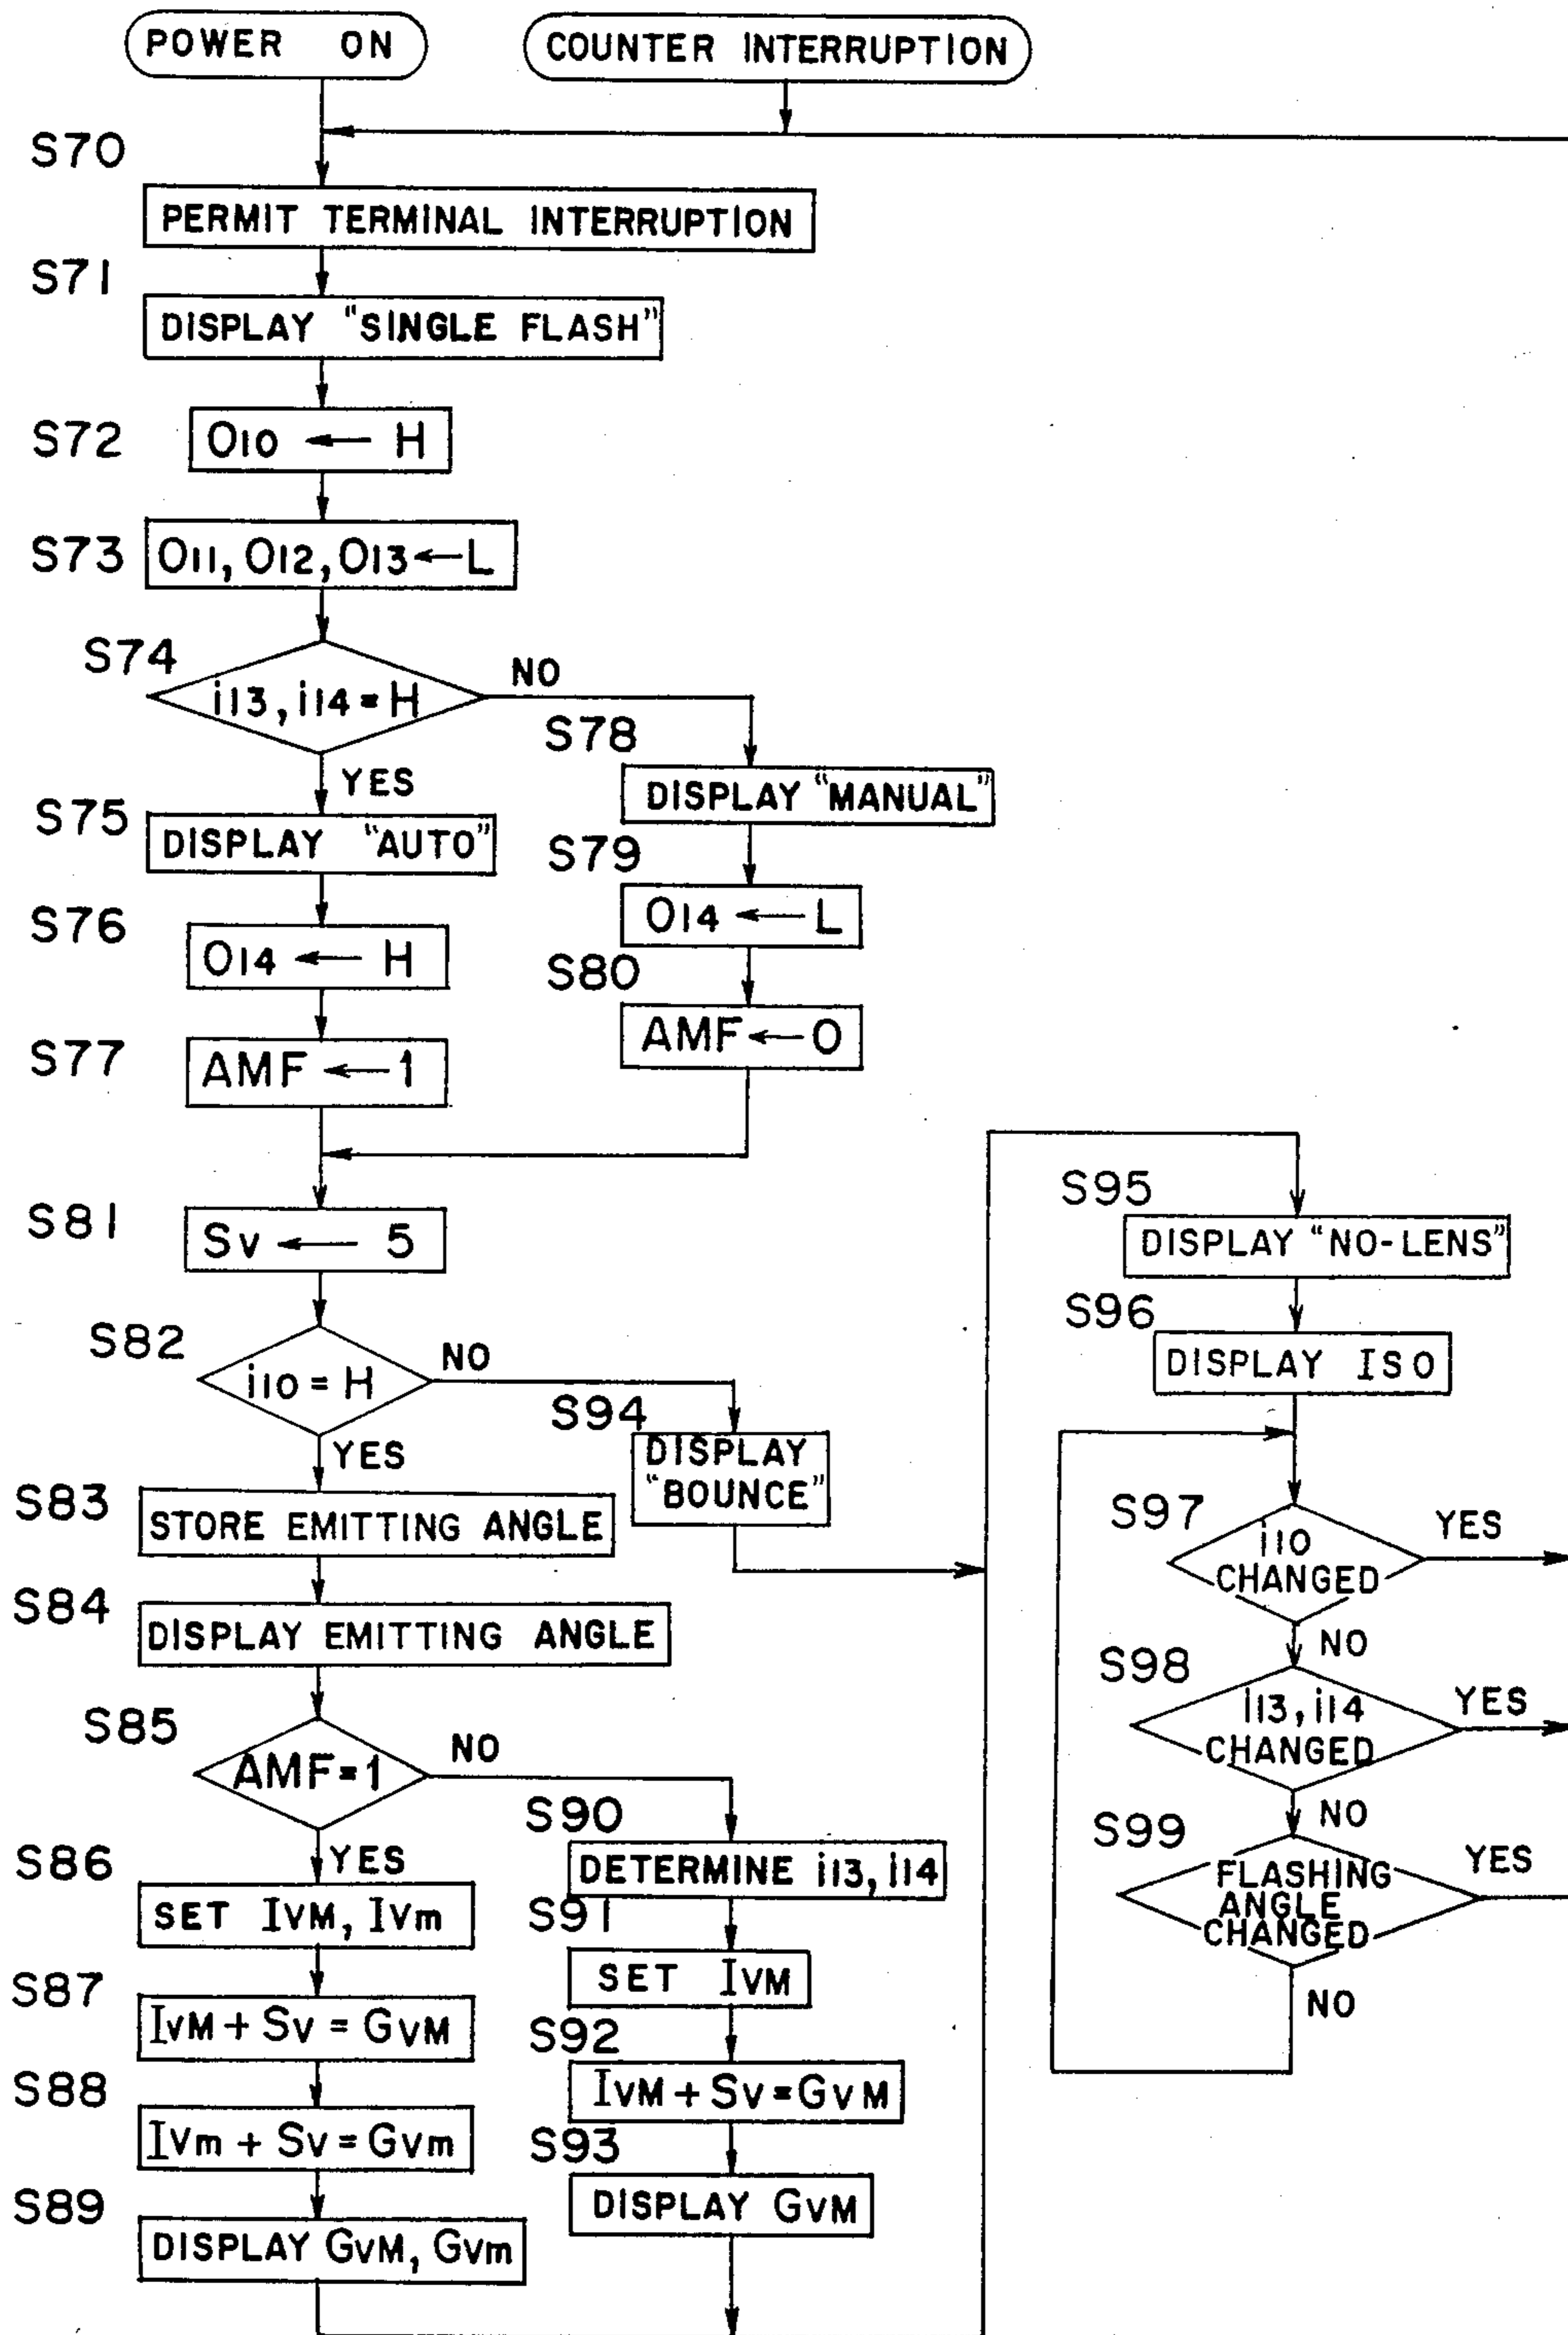 POWER ON
COUNTER INTERRUPTION
S70
PERMIT TERMINAL INTERRUPTION
S71
DISPLAY "SINGLE FLASH"
S72
O10 ← H
S73
O11, O12, O13 ← L
S74
i13, i14 = H
NO
YES
S75
DISPLAY "AUTO"
S76
O14 ← H
S77
AMF ← 1
S78
DISPLAY "MANUAL"
S79
O14 ← L
S80
AMF ← 0
S81
Sv ← 5
S82
i10 = H
NO
YES
S83
STORE EMITTING ANGLE
S84
DISPLAY EMITTING ANGLE
S85
AMF=1
NO
YES
S86
SET IVM, IVm
S87
IVM + SV = GVM
S88
IVm + SV = GVm
S89
DISPLAY GVM, GVm
S90
DETERMINE i13, i14
S91
SET IVM
S92
IVM + SV = GVM
S93
DISPLAY GVM
S94
DISPLAY
"BOUNCE"
S95
DISPLAY "NO-LENS"
S96
DISPLAY ISO
S97
i10
CHANGED
YES
NO
S98
i13, i14
CHANGED
YES
NO
S99
FLASHING
ANGLE
CHANGED
YES
NO